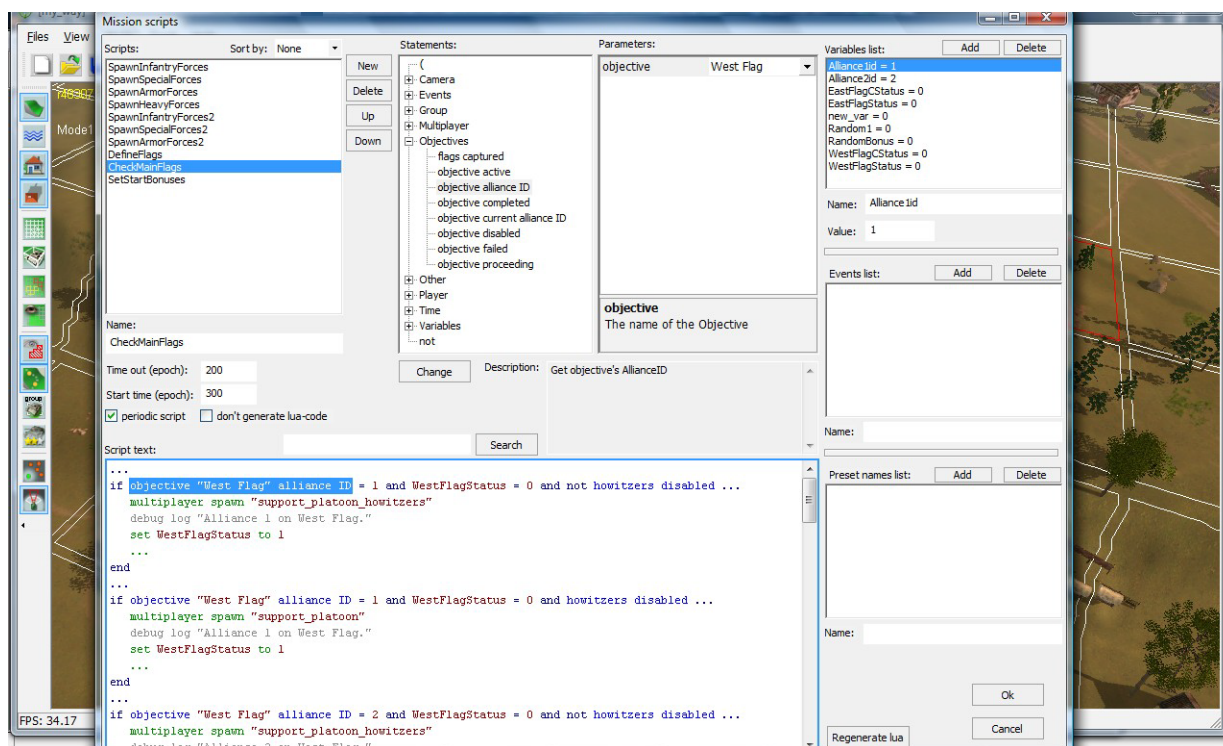 [my_way]
Mission scripts
Files View
Mode1
FPS: 34.17
Scripts: Sort by: None
SpawnInfantryForces
SpawnSpecialForces
SpawnArmorForces
SpawnHeavyForces
SpawnInfantryForces2
SpawnSpecialForces2
SpawnArmorForces2
DefineFlags
CheckMainFlags
SetStartBonuses
New
Delete
Up
Down
Name:
CheckMainFlags
Time out (epoch): 200
Start time (epoch): 300
periodic script don't generate lua-code
Statements:
(
Camera
Events
Group
Multiplayer
Objectives
flags captured
objective active
objective alliance ID
objective completed
objective current alliance ID
objective disabled
objective failed
objective proceeding
Other
Player
Time
Variables
not
Parameters:
objective West Flag
objective
The name of the Objective
Change Description: Get objective's AllianceID
Script text: Search
...
if objective "West Flag" alliance ID = 1 and WestFlagStatus = 0 and not howitzers disabled ...
multiplayer spawn "support_platoon_howitzers"
debug log "Alliance 1 on West Flag."
set WestFlagStatus to 1
...
end
...
if objective "West Flag" alliance ID = 1 and WestFlagStatus = 0 and howitzers disabled ...
multiplayer spawn "support_platoon"
debug log "Alliance 1 on West Flag."
set WestFlagStatus to 1
...
end
...
if objective "West Flag" alliance ID = 2 and WestFlagStatus = 0 and not howitzers disabled ...
multiplayer spawn "support_platoon_howitzers"
debug log "Alliance 2 on West Flag."
Variables list: Add Delete
Alliance1id = 1
Alliance2id = 2
EastFlagCStatus = 0
EastFlagStatus = 0
new_var = 0
Random1 = 0
RandomBonus = 0
WestFlagCStatus = 0
WestFlagStatus = 0
Name: Alliance1id
Value: 1
Events list: Add Delete
Name:
Preset names list: Add Delete
Name:
Ok
Regenerate lua Cancel
group